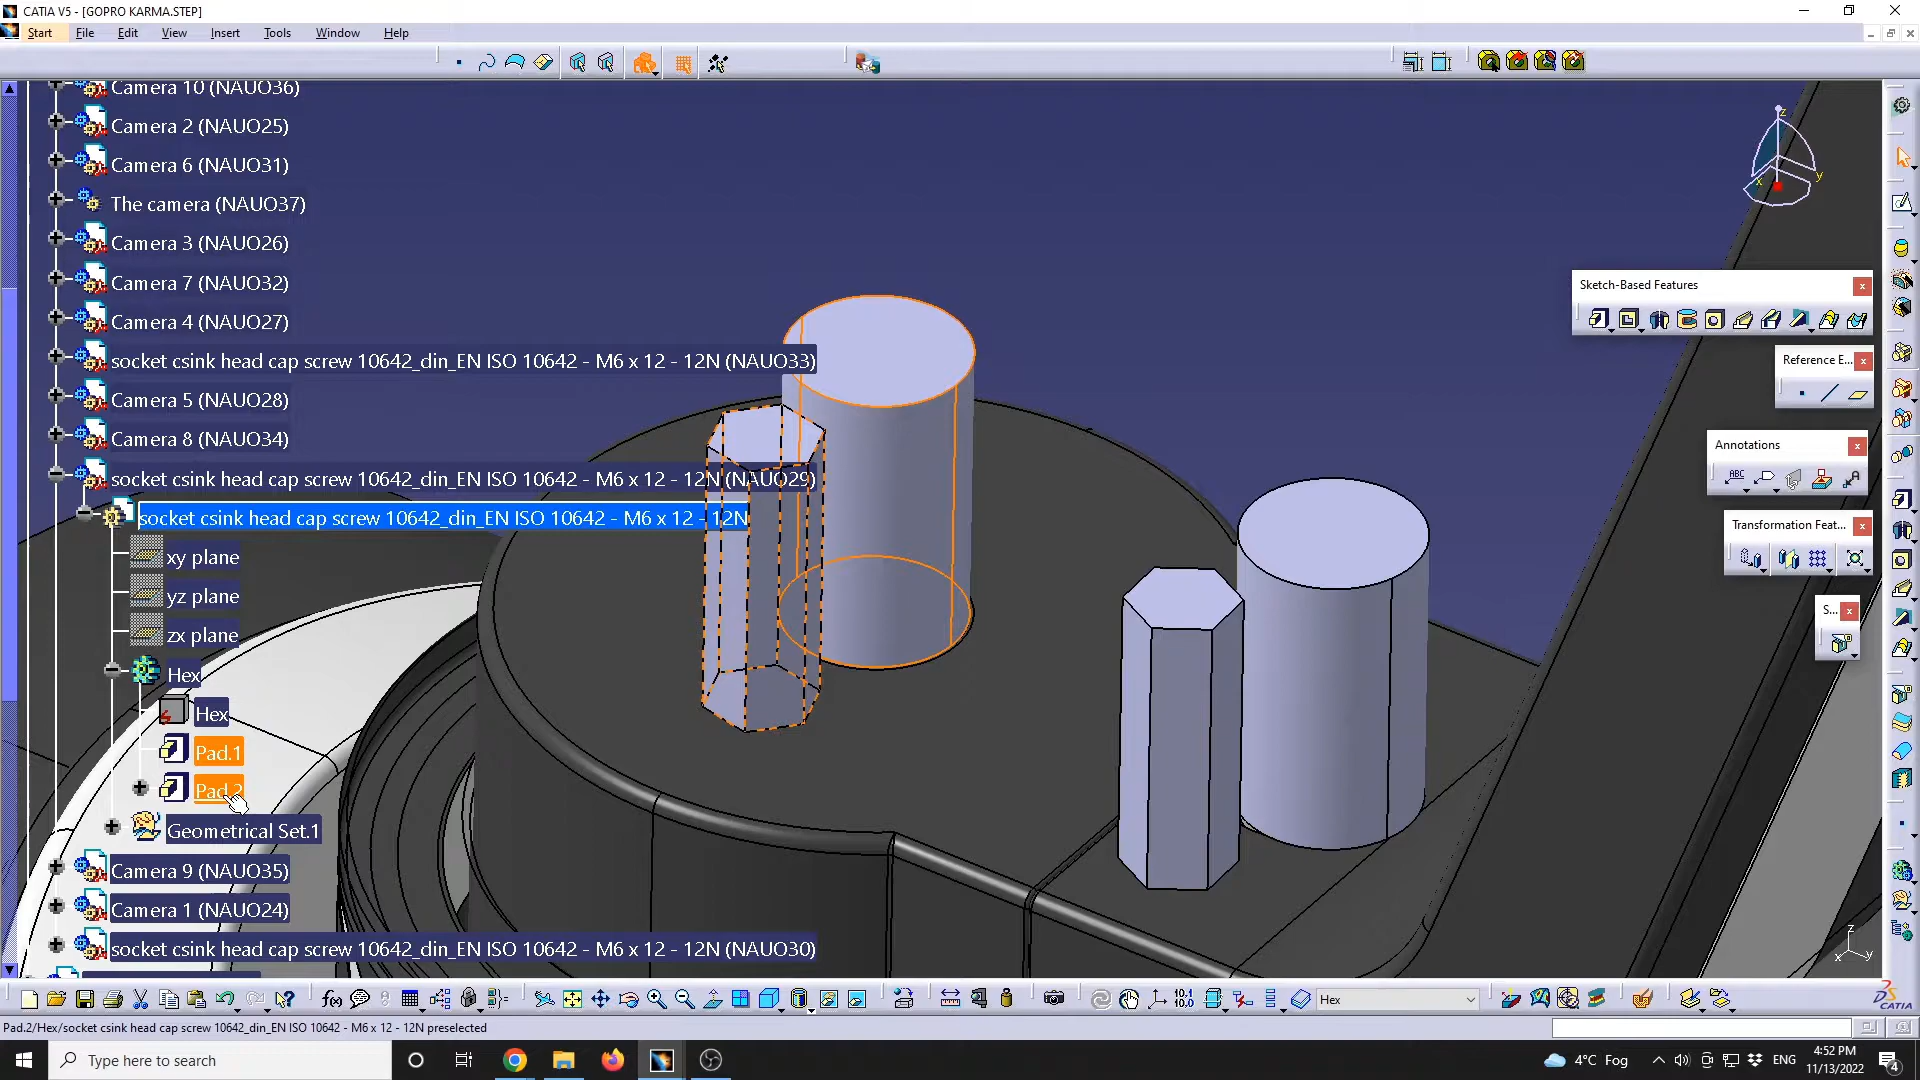 CATIA V5 - [GOPRO KARMA.STEP]
Start File Edit View Insert Tools Window Help
Camera 10 (NAUO36)
Camera 2 (NAUO25)
Camera 6 (NAUO31)
The camera (NAUO37)
Camera 3 (NAUO26)
Camera 7 (NAUO32)
Camera 4 (NAUO27)
socket csink head cap screw 10642_din_EN ISO 10642 - M6 x 12 - 12N (NAUO33)
Camera 5 (NAUO28)
Camera 8 (NAUO34)
socket csink head cap screw 10642_din_EN ISO 10642 - M6 x 12 - 12N (NAUO29)
socket csink head cap screw 10642_din_EN ISO 10642 - M6 x 12 - 12N
xy plane
yz plane
zx plane
Hex
Hex
Pad.1
Pad.2
Geometrical Set.1
Camera 9 (NAUO35)
Camera 1 (NAUO24)
socket csink head cap screw 10642_din_EN ISO 10642 - M6 x 12 - 12N (NAUO30)
z
x
y
Sketch-Based Features
Reference E...
Annotations
ABC
Transformation Feat...
S...
z
x y
Hex
CATIA
Pad.2/Hex/socket csink head cap screw 10642_din_EN ISO 10642 - M6 x 12 - 12N preselected
Type here to search
4°C Fog
ENG
4:52 PM
11/13/2022
4